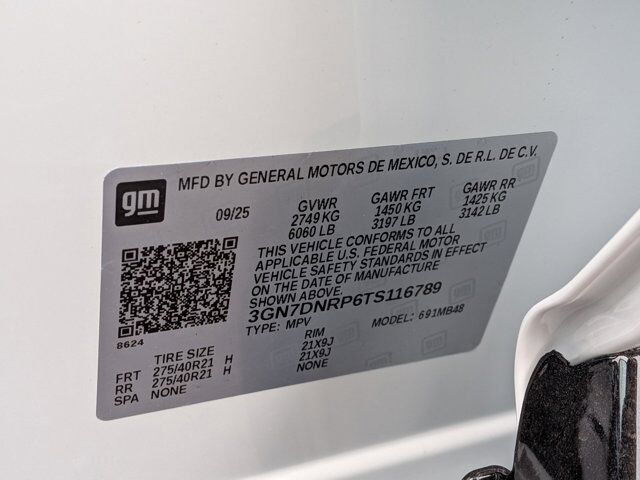 gm
MFD BY GENERAL MOTORS DE MEXICO, S. DE R.L. DE C.V.
09/25 GVWR GAWR FRT GAWR RR
2749 KG 1450 KG 1425 KG
6060 LB 3197 LB 3142 LB
THIS VEHICLE CONFORMS TO ALL
APPLICABLE U.S. FEDERAL MOTOR
VEHICLE SAFETY STANDARDS IN EFFECT
ON THE DATE OF MANUFACTURE
SHOWN ABOVE.
3GN7DNRP6TS116789
8624 TYPE: MPV MODEL: 691MB48
TIRE SIZE RIM
FRT 275/40R21 H 21X9J
RR 275/40R21 H 21X9J
SPA NONE NONE